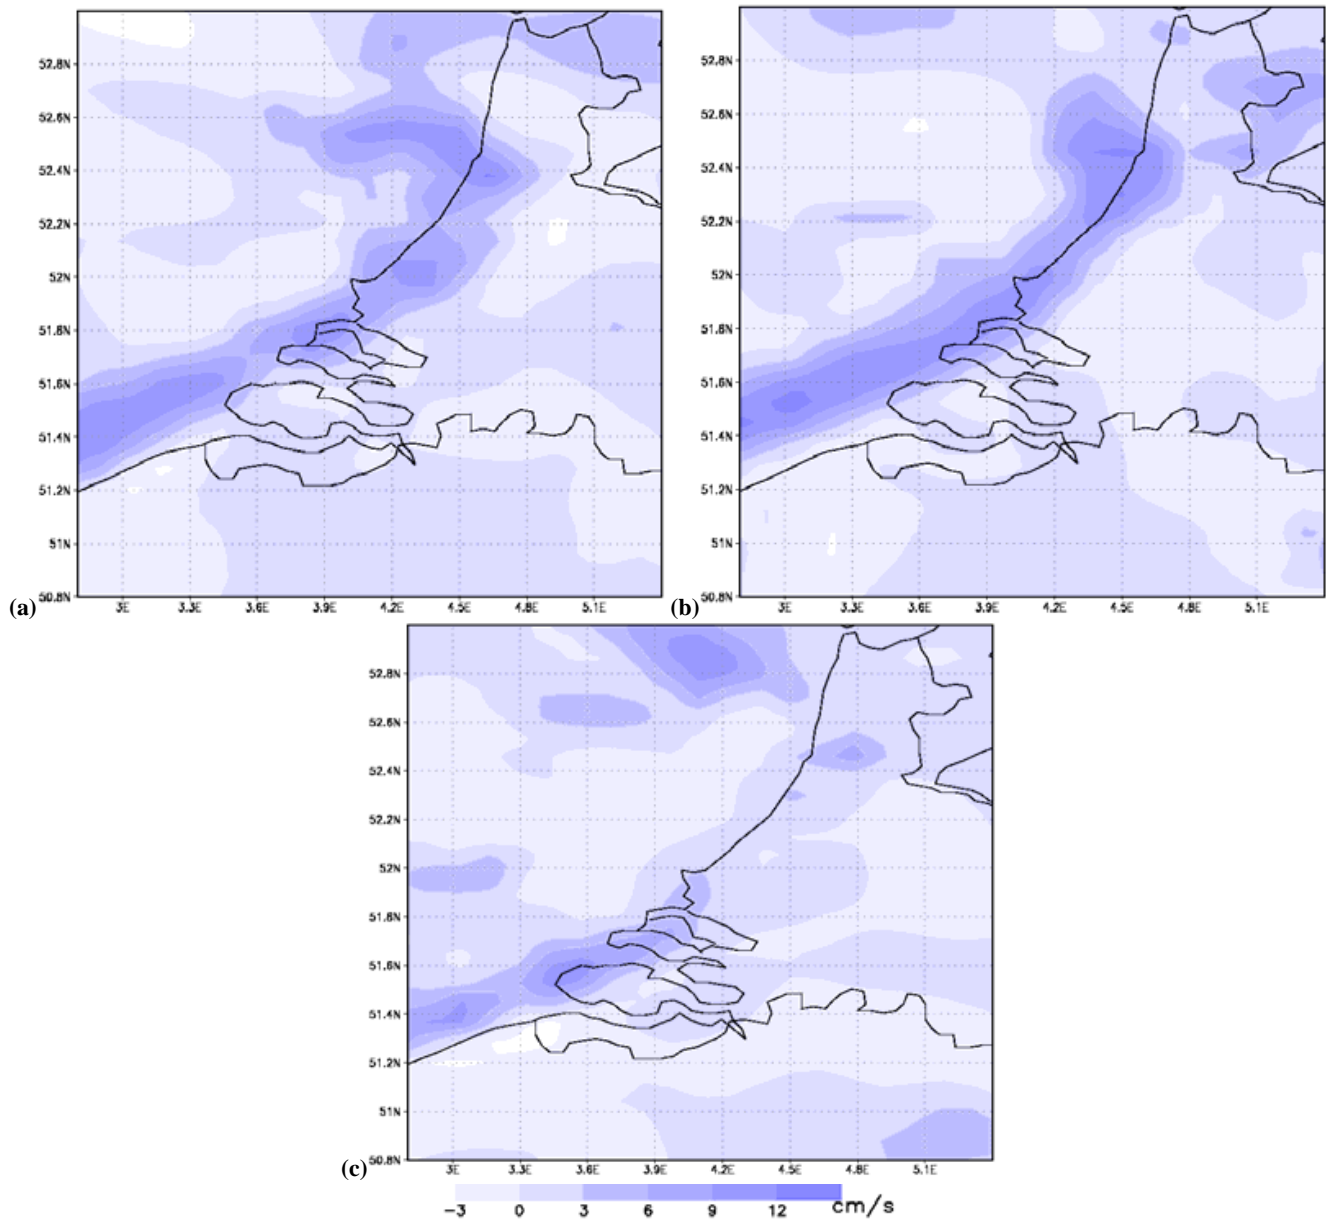 52.8N
52.6N
52.4N
52.2N
52N
51.8N
51.6N
51.4N
51.2N
51N
50.8N
3E 3.3E 3.6E 3.9E 4.2E 4.5E 4.8E 5.1E
(a)
52.8N
52.6N
52.4N
52.2N
52N
51.8N
51.6N
51.4N
51.2N
51N
50.8N
3E 3.3E 3.6E 3.9E 4.2E 4.5E 4.8E 5.1E
(b)
52.8N
52.6N
52.4N
52.2N
52N
51.8N
51.6N
51.4N
51.2N
51N
50.8N
3E 3.3E 3.6E 3.9E 4.2E 4.5E 4.8E 5.1E
(c)
-3 0 3 6 9 12 cm/s